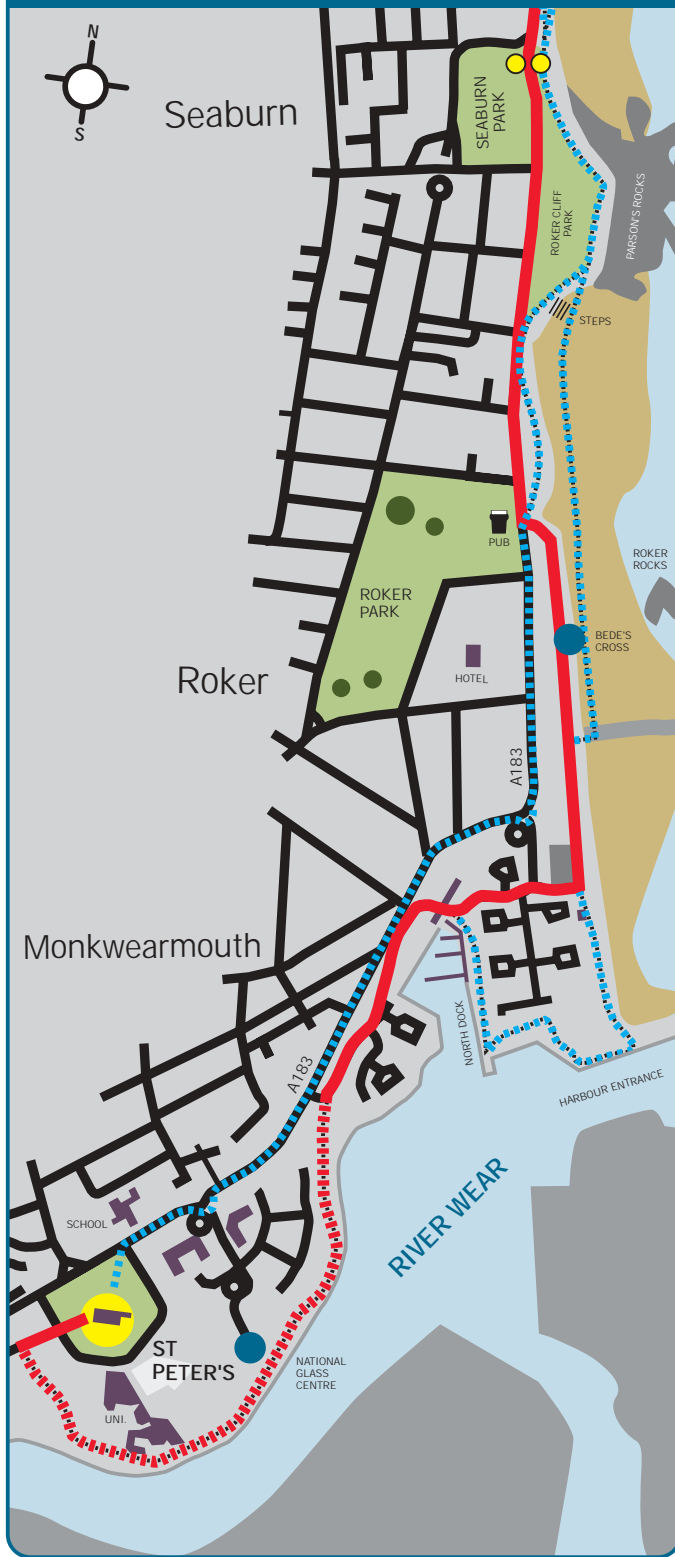 N
S
Seaburn
SEABURN
PARK
ROKER CLIFF
PARK
PARSON'S ROCKS
STEPS
PUB
ROKER
ROCKS
ROKER
PARK
BEDE'S
CROSS
Roker
HOTEL
A183
Monkwearmouth
NORTH DOCK
A183
HARBOUR ENTRANCE
RIVER WEAR
SCHOOL
ST
PETER'S
NATIONAL
GLASS
CENTRE
UNI.